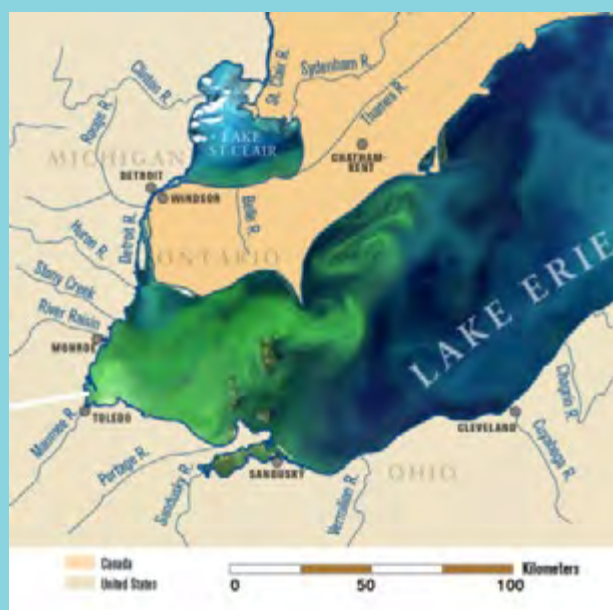 Clinton R.
St. Clair R.
Sydenham R.
Thames R.
Rouge R.
LAKE
ST CLAIR
MICHIGAN
CHATHAM-
KENT
DETROIT
WINDSOR
Belle R.
Detroit R.
Huron R.
ONTARIO
Stony Creek
River Raisin
MONROE
LAKE ERIE
Maumee R.
TOLEDO
Portage R.
Sandusky R.
SANDUSKY
Vermilion R.
CLEVELAND
Chagrin R.
Cuyahoga R.
OHIO
Canada
United States
Kilometers
0 50 100